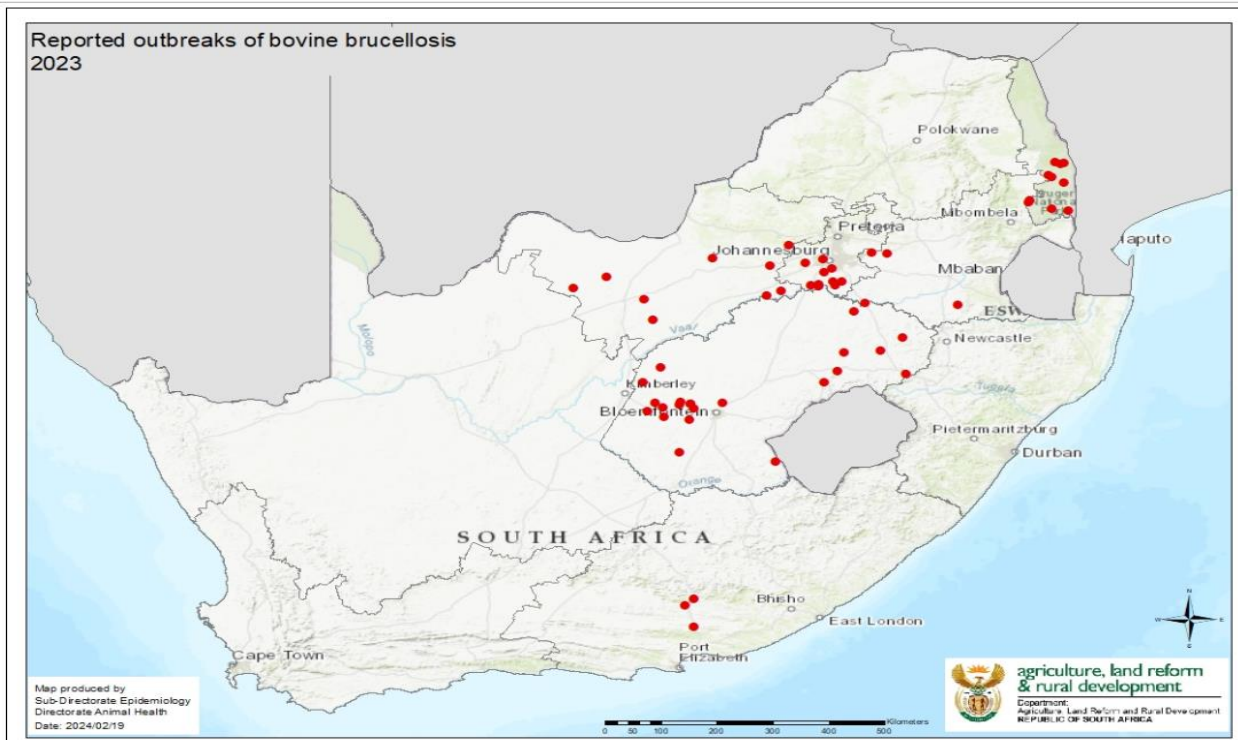 Reported outbreaks of bovine brucellosis
2023
Polokwane
Kruger
National
Mbombela
Pretoria
Johannesburg
Maputo
Mbaban
ESW
Molopo
Vaal
Newcastle
Kimberley
Tugela
Bloemfontein
Pietermaritzburg
Durban
Orange
SOUTH AFRICA
Bhisho
East London
Port
Elizabeth
Cape Town
N
W
E
S
Map produced by
Sub-Directorate Epidemiology
Directorate Animal Health
Date: 2024/02/19
Kilometers
0 50 100 200 300 400 500
agriculture, land reform
& rural development
Department:
Agriculture, Land Reform and Rural Development
REPUBLIC OF SOUTH AFRICA